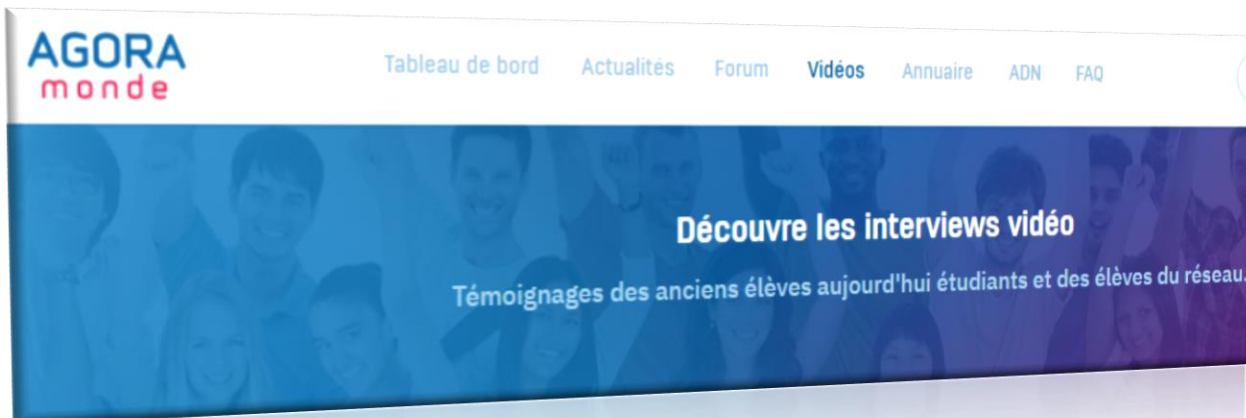 AGORA
monde
Tableau de bord Actualités Forum Vidéos Annuaire ADN FAQ
Découvre les interviews vidéo
Témoignages des anciens élèves aujourd'hui étudiants et des élèves du réseau.